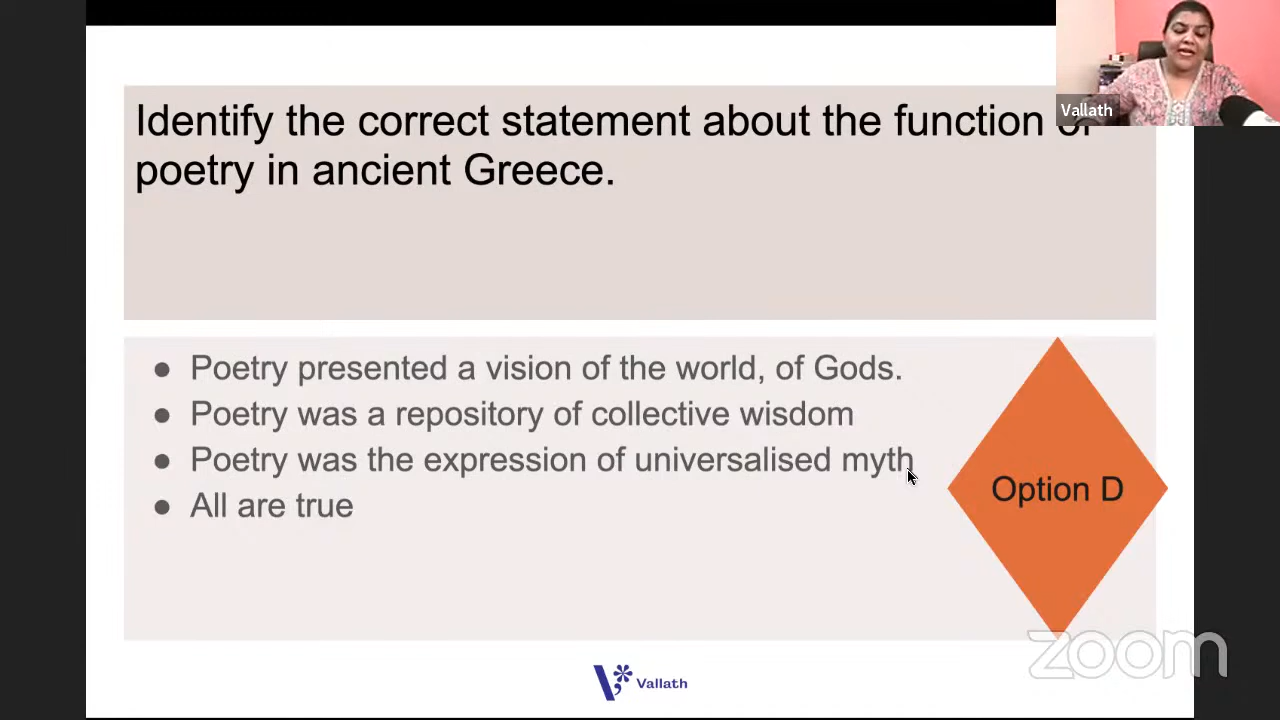 Identify the correct statement about the function of
poetry in ancient Greece.
Vallath
● Poetry presented a vision of the world, of Gods.
● Poetry was a repository of collective wisdom
● Poetry was the expression of universalised myth
● All are true
Option D
zoom
Vallath